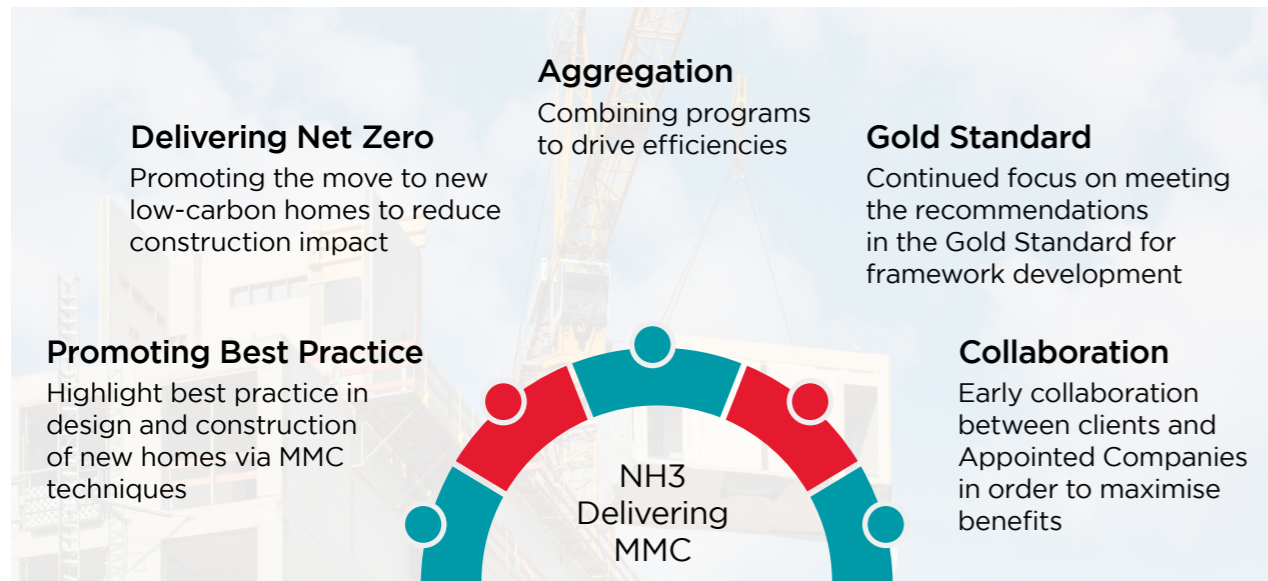 Aggregation
Combining programs
to drive efficiencies
Delivering Net Zero
Promoting the move to new
low-carbon homes to reduce
construction impact
Gold Standard
Continued focus on meeting
the recommendations
in the Gold Standard for
framework development
Promoting Best Practice
Highlight best practice in
design and construction
of new homes via MMC
techniques
Collaboration
Early collaboration
between clients and
Appointed Companies
in order to maximise
benefits
NH3
Delivering
MMC